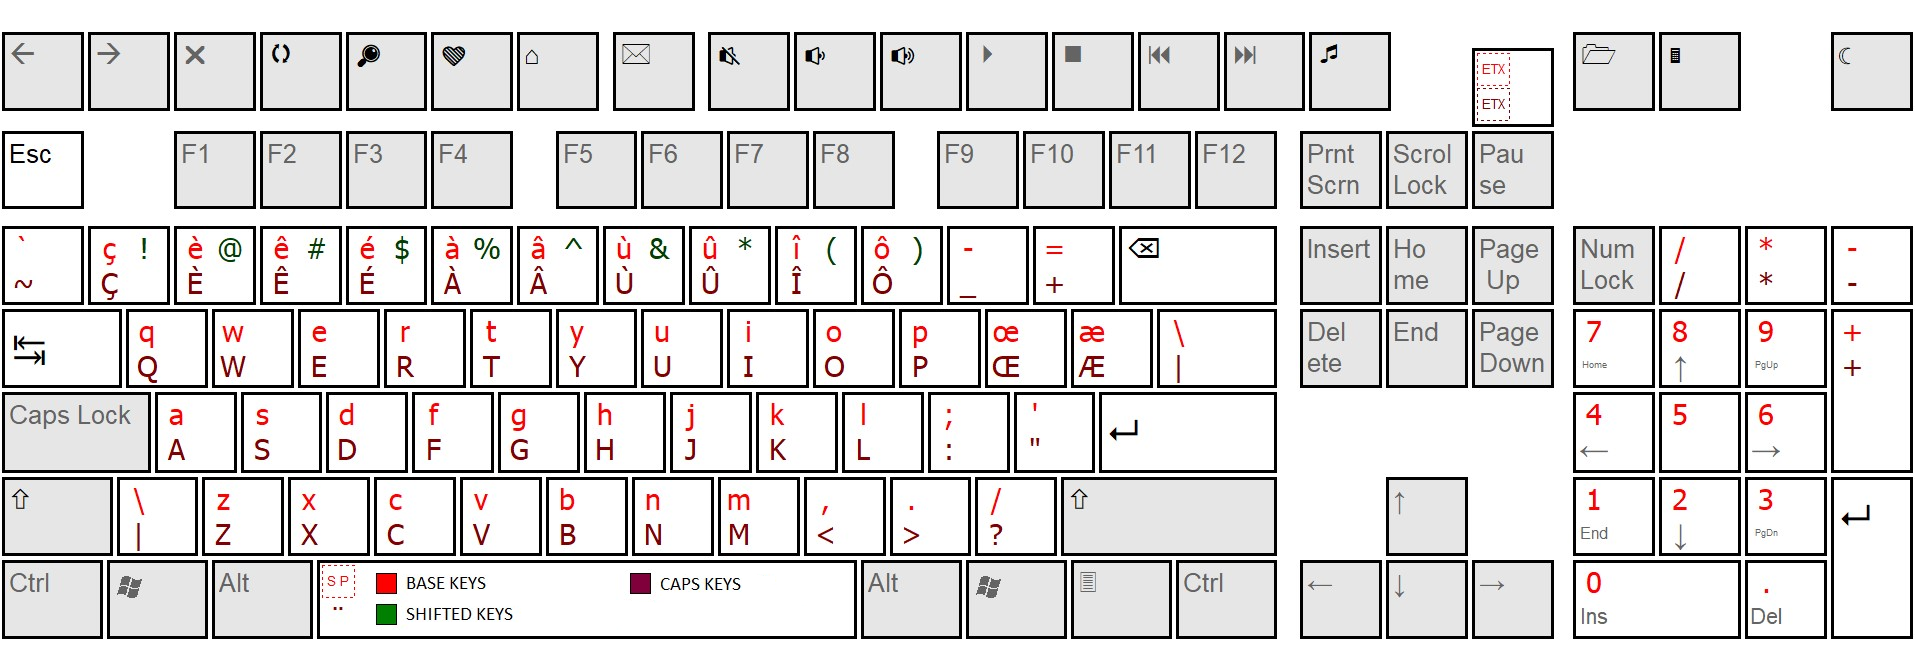 ETX
ETX
Esc F1 F2 F3 F4 F5 F6 F7 F8 F9 F10 F11 F12 Prnt Scrol Pau
Scrn Lock se
` ç ! è @ ê # é $ à % â ^ ù & û * î ( ô ) - = Insert Ho Page Num / * -
~ Ç È Ê É À Â Ù Û Î Ô _ + me Up Lock / * -
q w e r t y u i o p œ æ \ Del End Page 7 8 9 +
Q W E R T Y U I O P Œ Æ | ete Down Home ↑ PgUp +
Caps Lock a s d f g h j k l ; ' 4 5 6
A S D F G H J K L : " ← →
\ z x c v b n m , . / ↑ 1 2 3
| Z X C V B N M < > ? End ↓ PgDn
Ctrl Alt SP BASE KEYS CAPS KEYS Alt Ctrl ← ↓ → 0 .
¨ SHIFTED KEYS Ins Del